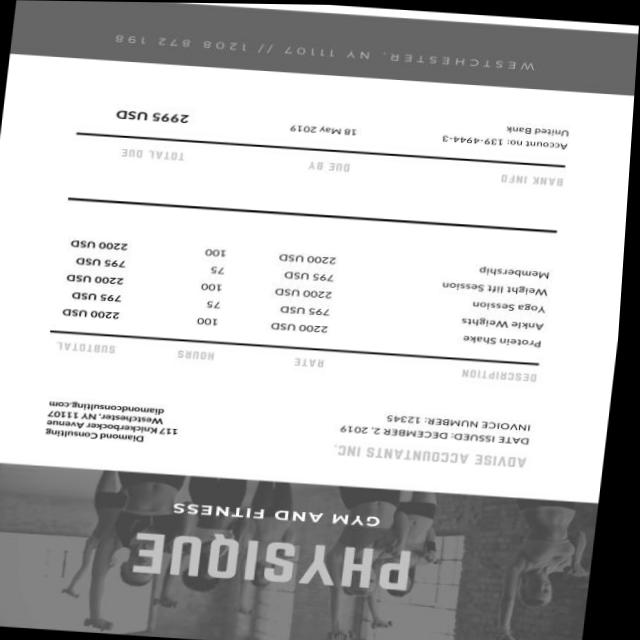 PHYSIQUE
GYM AND FITNESS
ADVISE ACCOUNTANTS INC.
DATE ISSUED: DECEMBER 2, 2019
INVOICE NUMBER: 12345
Diamond Consulting
117 Knickerbocker Avenue
Westchester, NY 11107
diamondconsulting.com
DESCRIPTION RATE HOURS SUBTOTAL
Protein Shake 2200 USD 100 2200 USD
Ankle Weights 795 USD 75 795 USD
Yoga Session 2200 USD 100 2200 USD
Weight lift Session 795 USD 75 795 USD
Membership 2200 USD 100 2200 USD
BANK INFO DUE BY TOTAL DUE
Account no: 139-4944-3 18 May 2019 2995 USD
United Bank
WESTCHESTER, NY 11107 // 1208 872 198